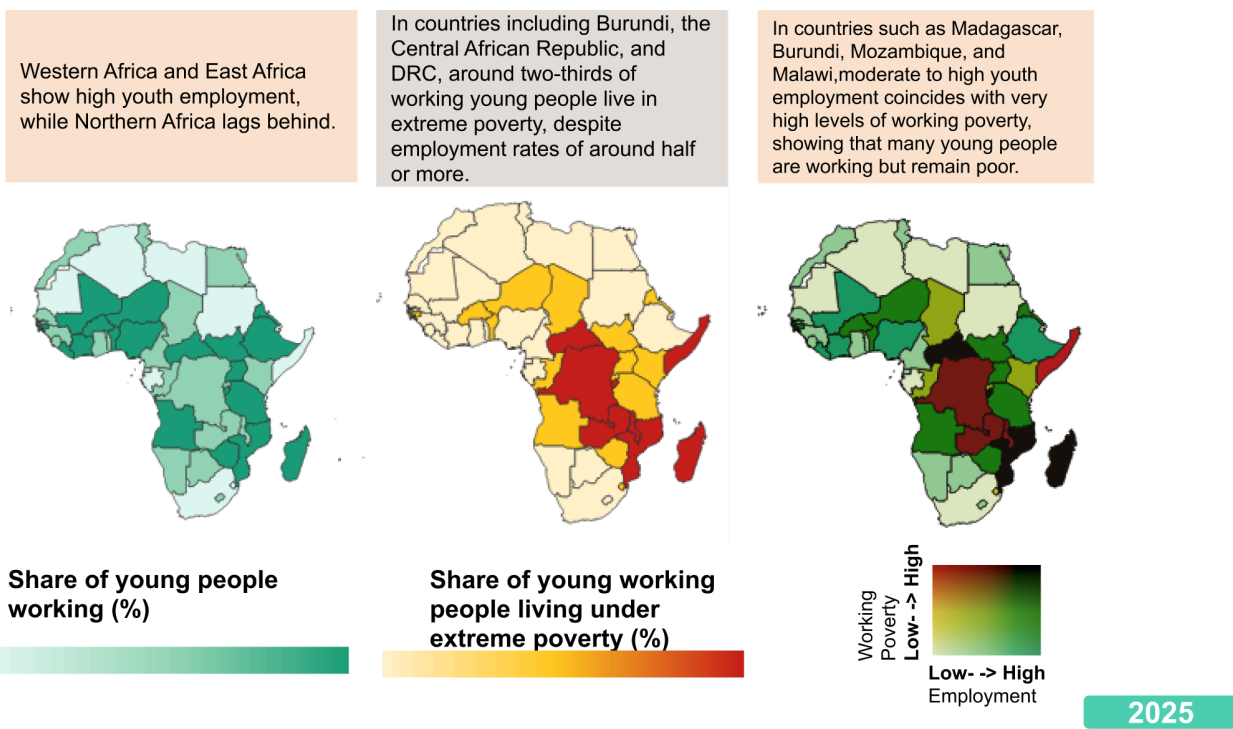 Western Africa and East Africa
show high youth employment,
while Northern Africa lags behind.
In countries including Burundi, the
Central African Republic, and
DRC, around two-thirds of
working young people live in
extreme poverty, despite
employment rates of around half
or more.
In countries such as Madagascar,
Burundi, Mozambique, and
Malawi,moderate to high youth
employment coincides with very
high levels of working poverty,
showing that many young people
are working but remain poor.
Share of young people
working (%)
Share of young working
people living under
extreme poverty (%)
Working
Poverty
Low- -> High
Low- -> High
Employment
2025